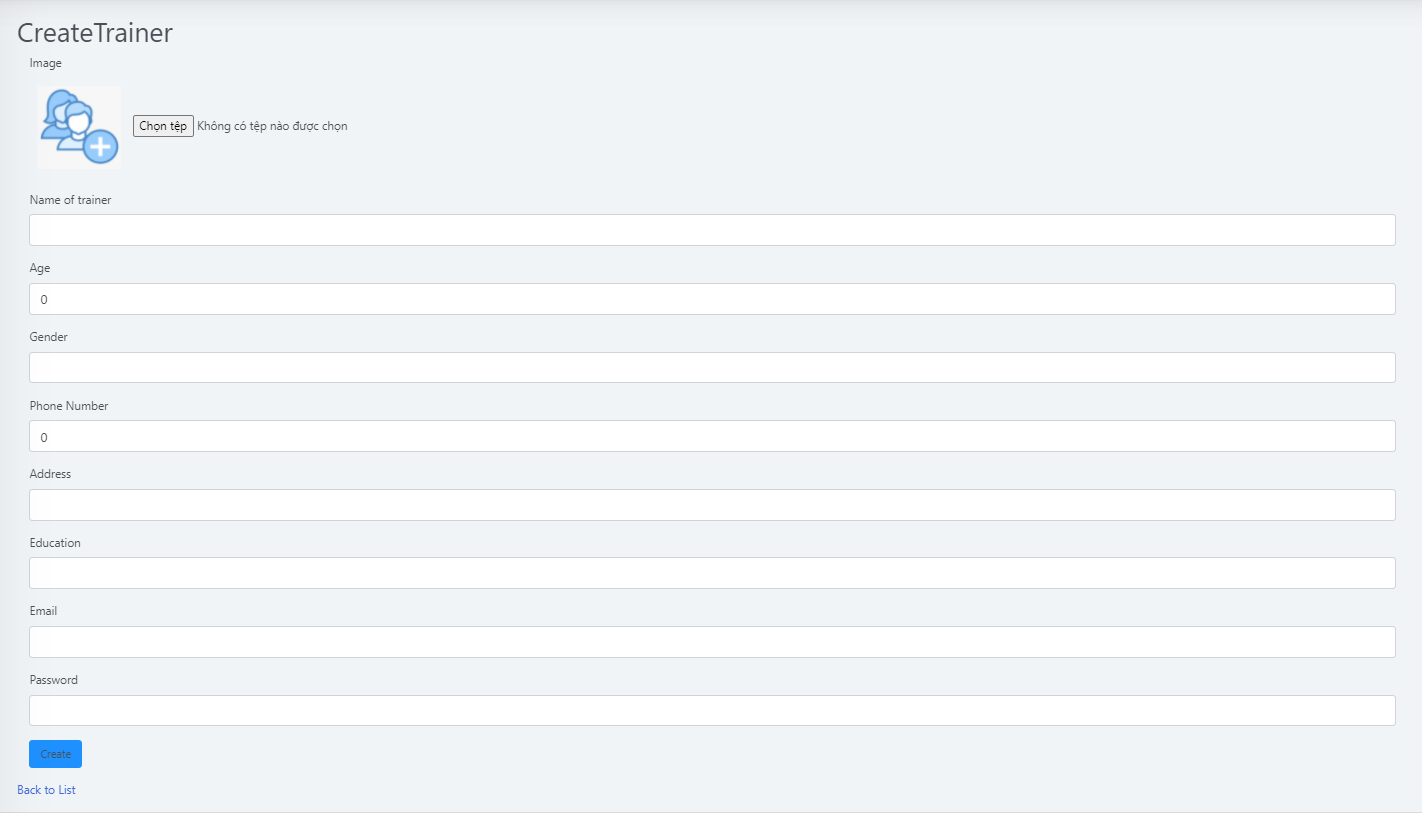 CreateTrainer
Image
Chọn tệp Không có tệp nào được chọn
Name of trainer
Age
0
Gender
Phone Number
0
Address
Education
Email
Password
Create
Back to List